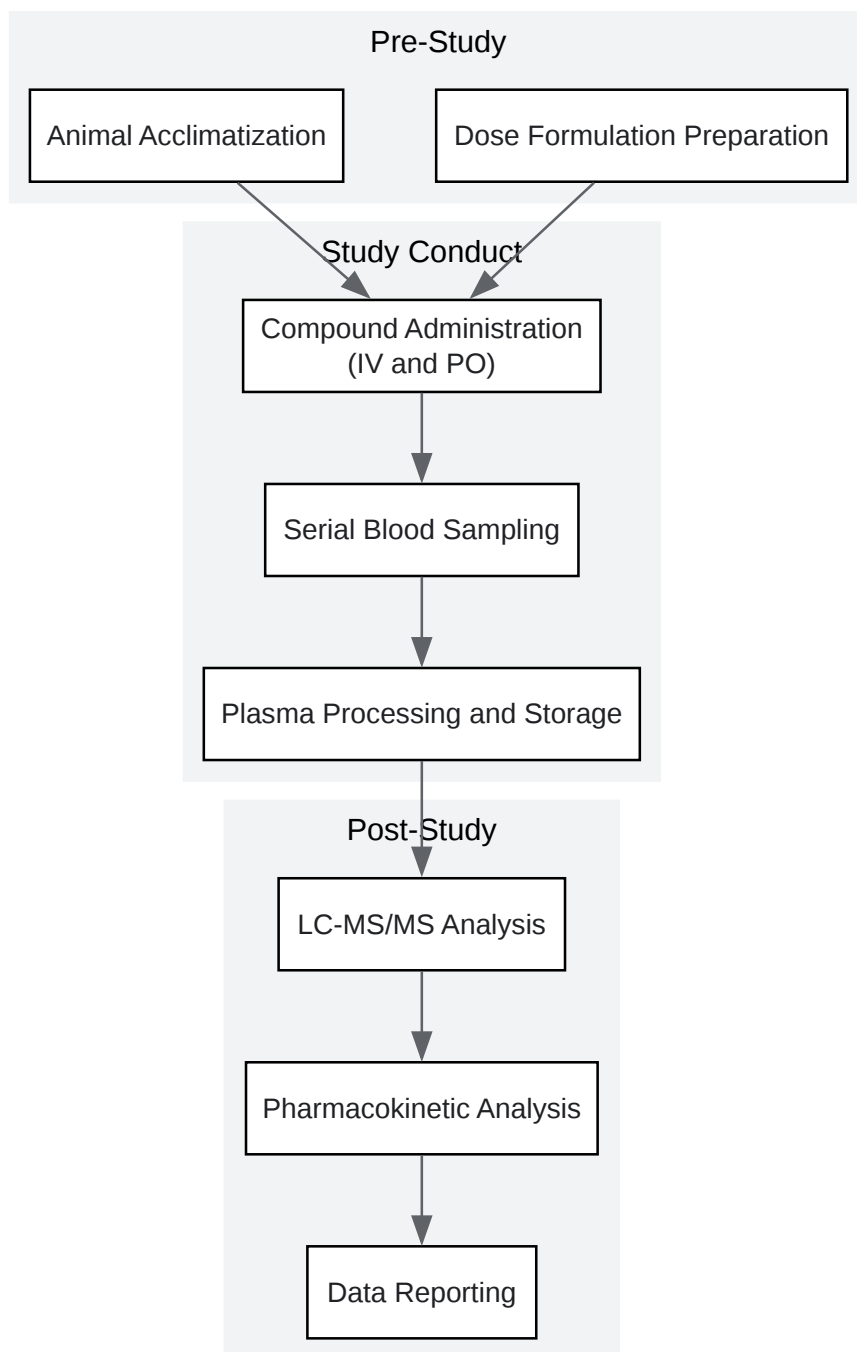 Pre-Study
Animal Acclimatization
Dose Formulation Preparation
Study Conduct
Compound Administration
(IV and PO)
Serial Blood Sampling
Plasma Processing and Storage
Post-Study
LC-MS/MS Analysis
Pharmacokinetic Analysis
Data Reporting